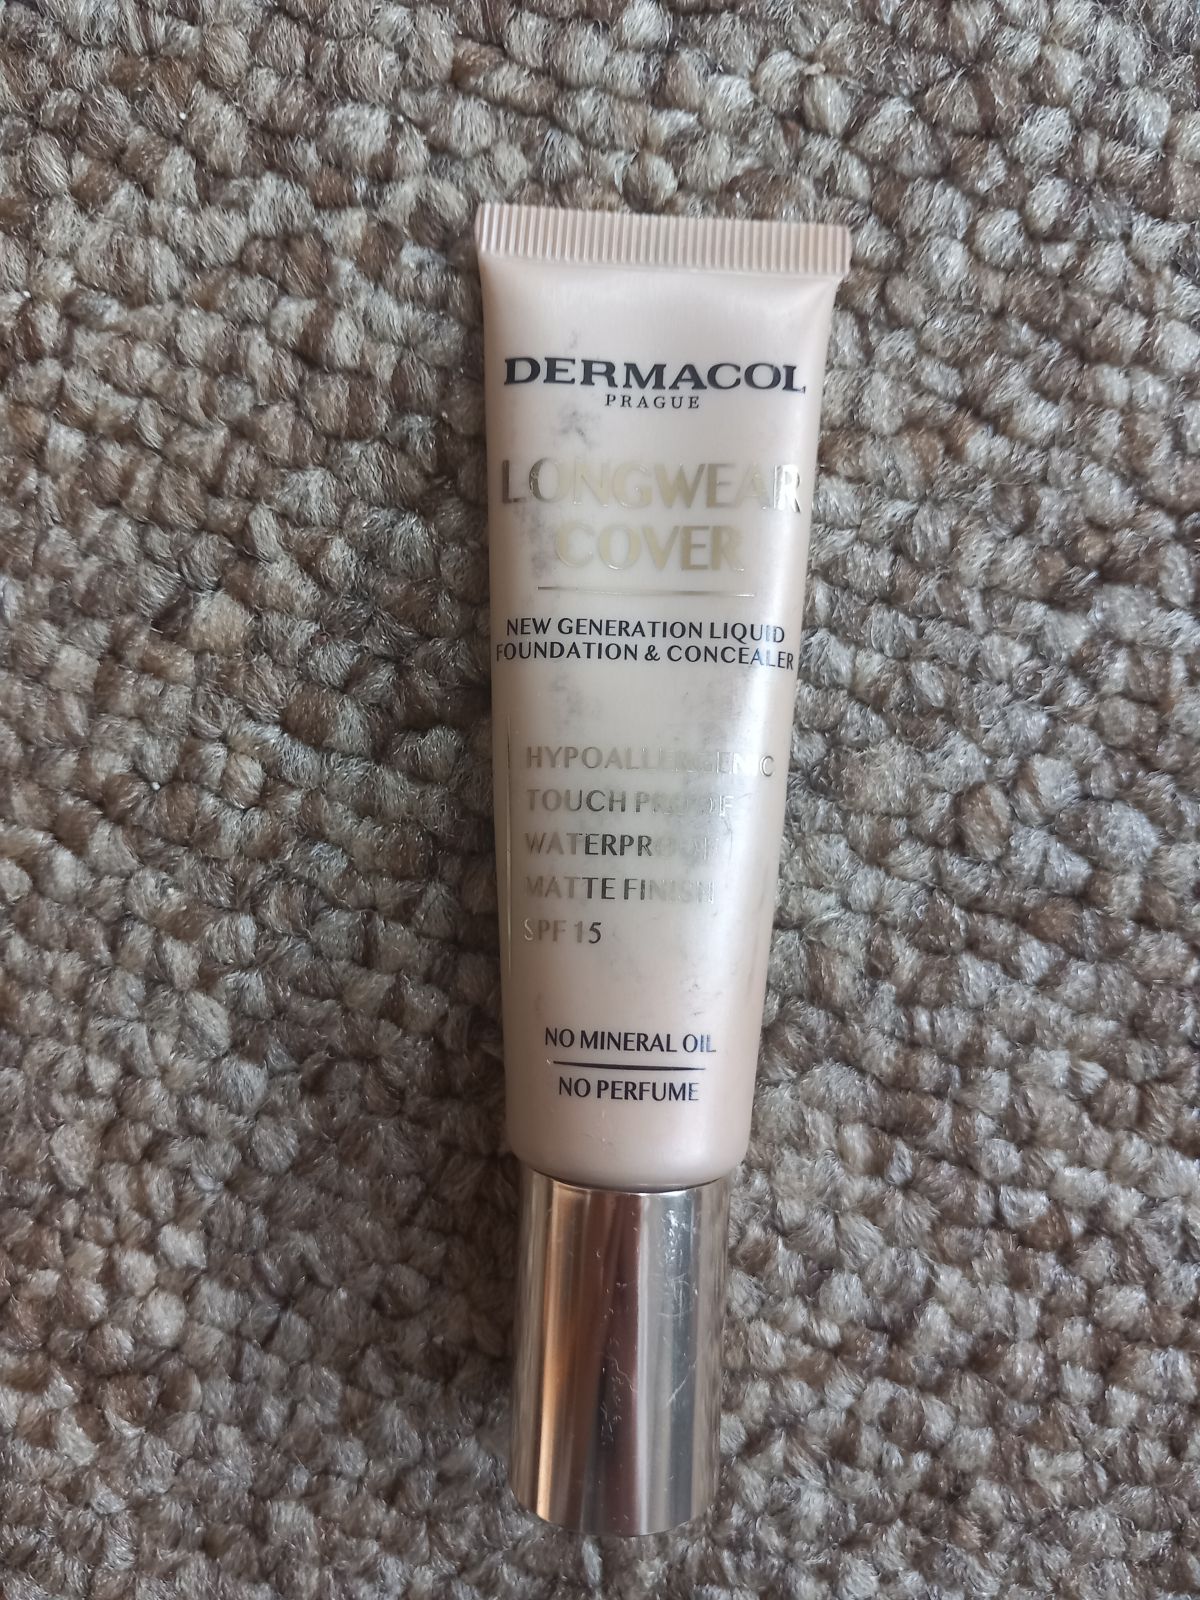 DERMACOL
PRAGUE
LONGWEAR
COVER
NEW GENERATION LIQUID
FOUNDATION & CONCEALER
HYPOALLERGENIC
TOUCH PROOF
WATERPROOF
MATTE FINISH
SPF 15
NO MINERAL OIL
NO PERFUME